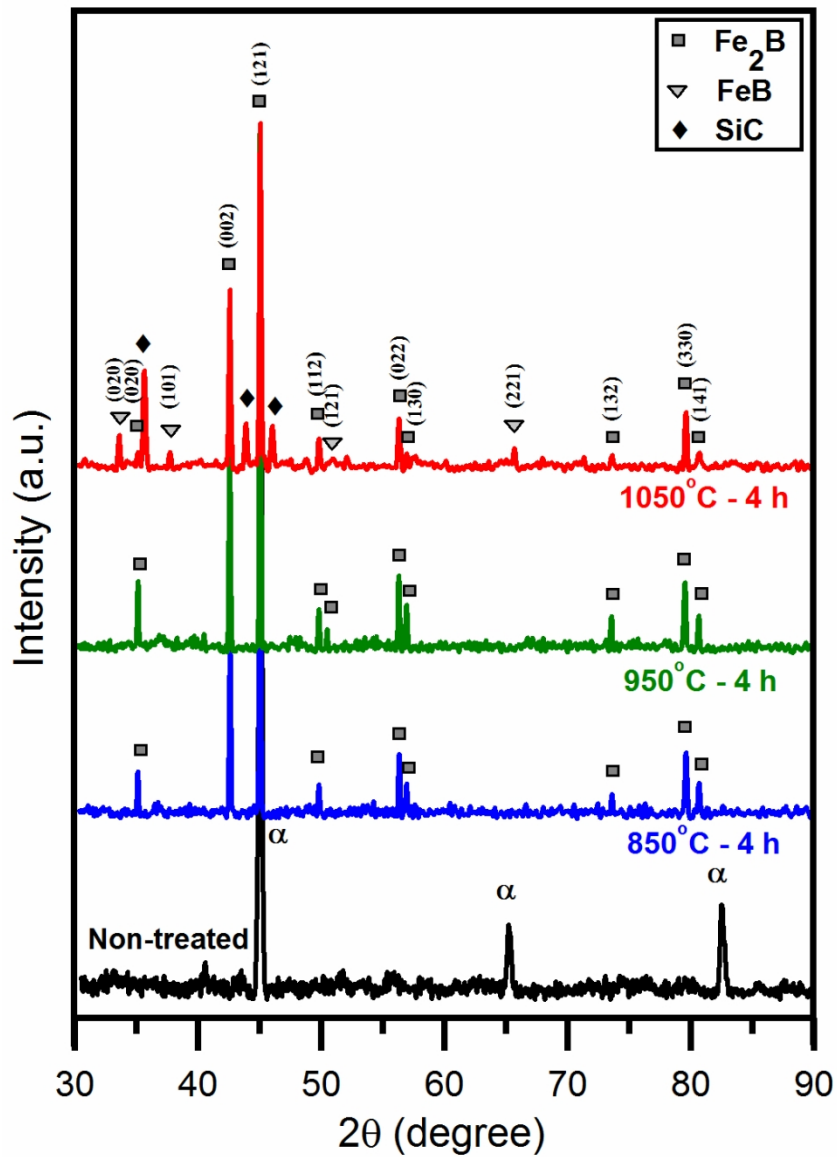 Fe2B
FeB
SiC
(121)
(002)
(020)
(020)
(101)
(112)
(121)
(022)
(130)
(221)
(132)
(330)
(141)
1050°C - 4 h
950°C - 4 h
850°C - 4 h
α
α
α
Non-treated
Intensity (a.u.)
30 40 50 60 70 80 90
2θ (degree)